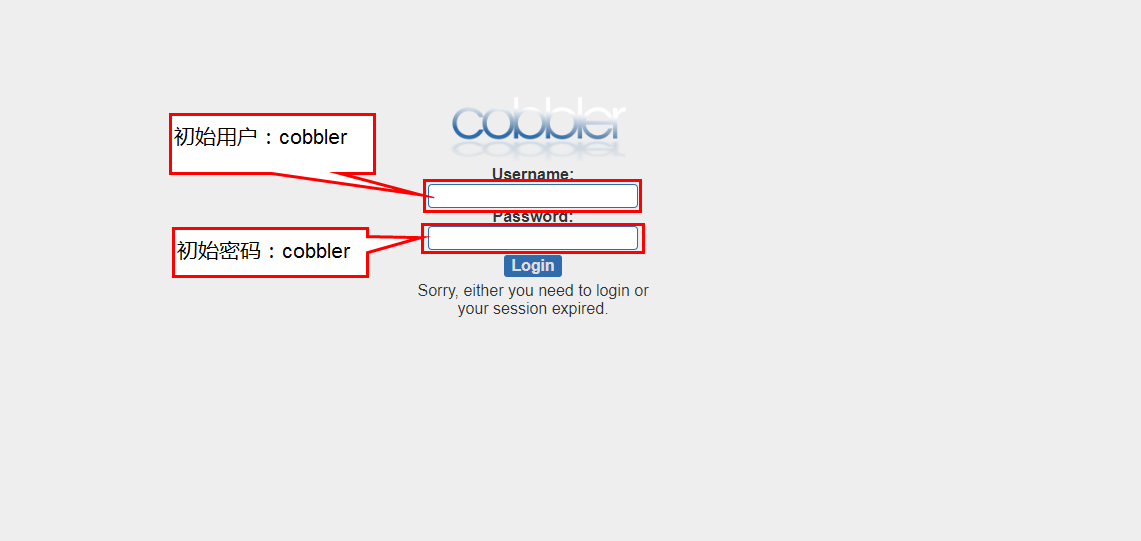 cobbler
初始用户：cobbler
Username:
Password:
初始密码：cobbler
Login
Sorry, either you need to login or
your session expired.